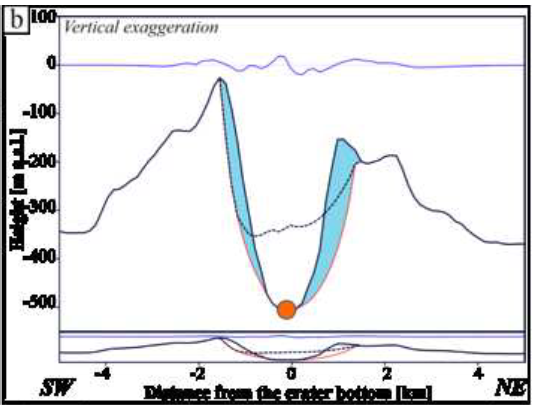 b
Vertical exaggeration
100
0
-100
-200
-300
-400
-500
Height [m a.s.l.]
-4 -2 0 2 4
SW Distance from the crater bottom [km] NE